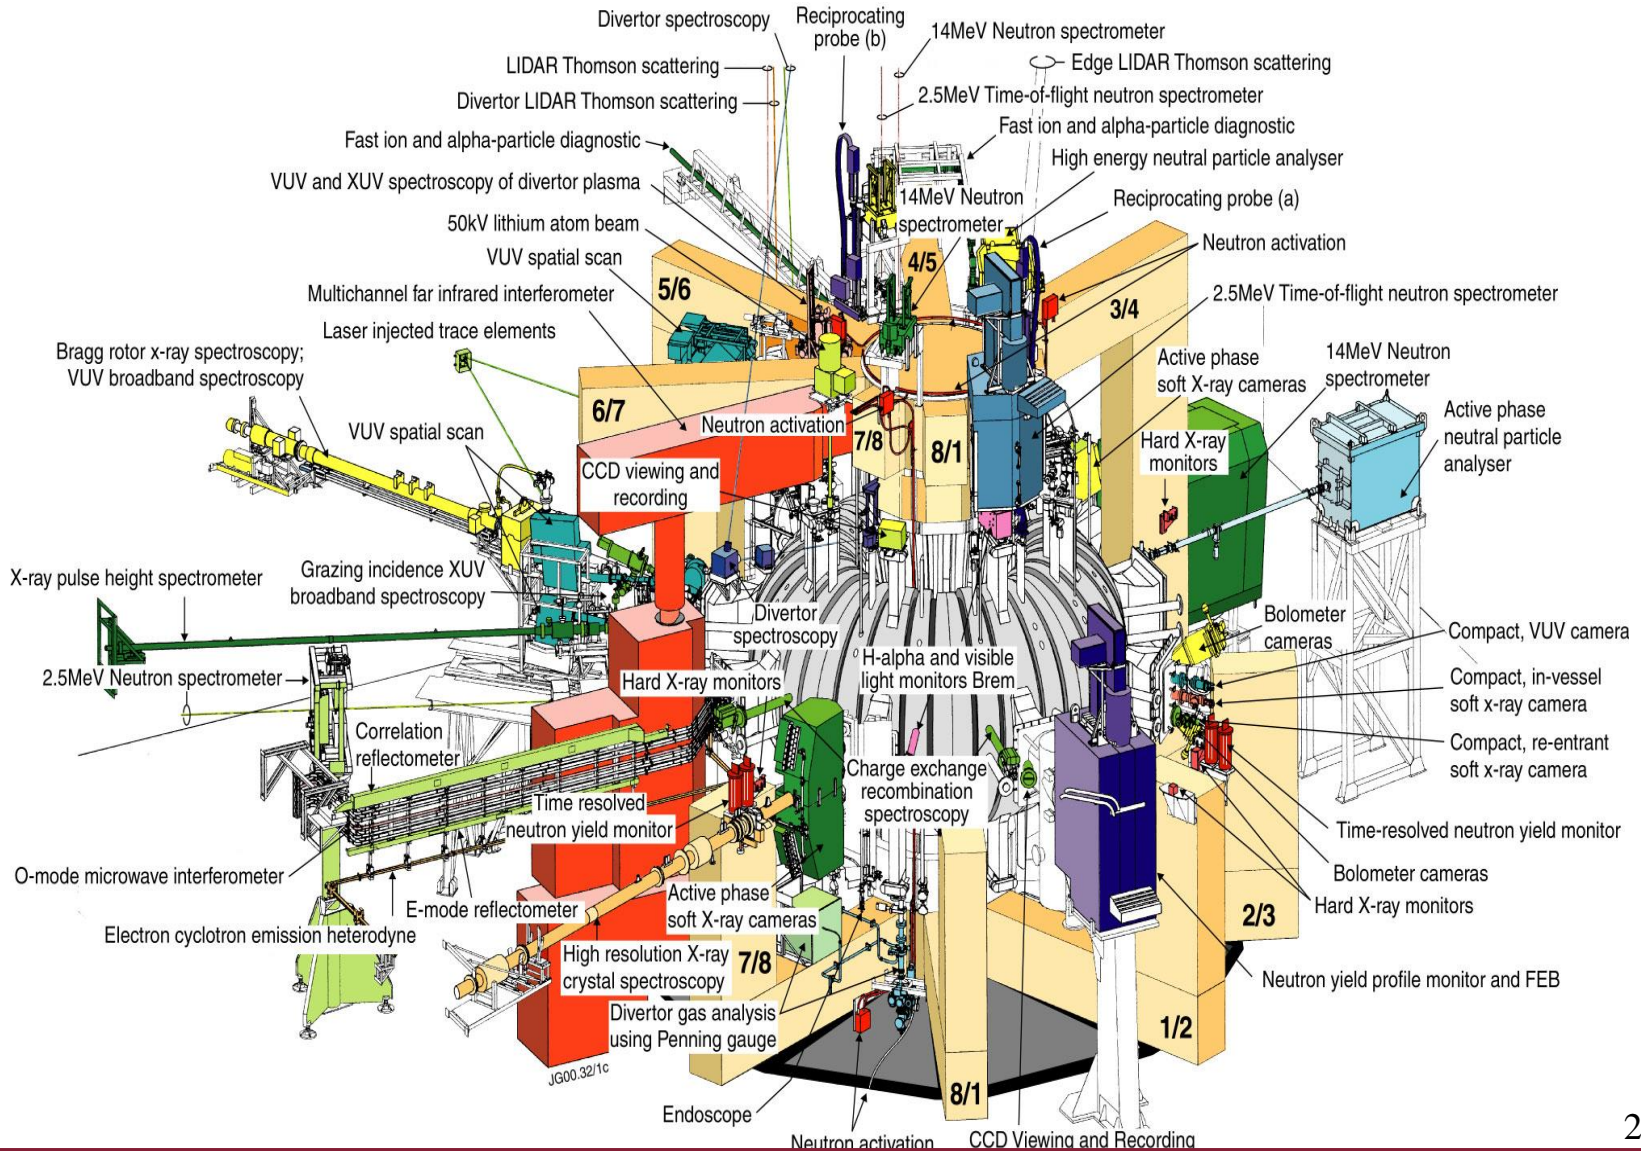 Divertor spectroscopy
Reciprocating
probe (b)
14MeV Neutron spectrometer
LIDAR Thomson scattering
Edge LIDAR Thomson scattering
Divertor LIDAR Thomson scattering
2.5MeV Time-of-flight neutron spectrometer
Fast ion and alpha-particle diagnostic
Fast ion and alpha-particle diagnostic
High energy neutral particle analyser
VUV and XUV spectroscopy of divertor plasma
14MeV Neutron
spectrometer
Reciprocating probe (a)
50kV lithium atom beam
Neutron activation
VUV spatial scan
4/5
5/6
3/4
Multichannel far infrared interferometer
2.5MeV Time-of-flight neutron spectrometer
Laser injected trace elements
Bragg rotor x-ray spectroscopy;
VUV broadband spectroscopy
Active phase
soft X-ray cameras
14MeV Neutron
spectrometer
6/7
Neutron activation
7/8
8/1
Active phase
neutral particle
analyser
VUV spatial scan
Hard X-ray
monitors
CCD viewing and
recording
X-ray pulse height spectrometer
Grazing incidence XUV
broadband spectroscopy
Divertor
spectroscopy
Bolometer
cameras
Compact, VUV camera
2.5MeV Neutron spectrometer
Hard X-ray monitors
H-alpha and visible
light monitors Brem
Compact, in-vessel
soft x-ray camera
Correlation
reflectometer
Compact, re-entrant
soft x-ray camera
Charge exchange
recombination
spectroscopy
Time resolved
neutron yield monitor
Time-resolved neutron yield monitor
O-mode microwave interferometer
Bolometer cameras
E-mode reflectometer
Active phase
soft X-ray cameras
Hard X-ray monitors
2/3
Electron cyclotron emission heterodyne
High resolution X-ray
crystal spectroscopy
7/8
Neutron yield profile monitor and FEB
Divertor gas analysis
using Penning gauge
1/2
JG00.32/1c
8/1
Endoscope
Neutron activation
CCD Viewing and Recording
2